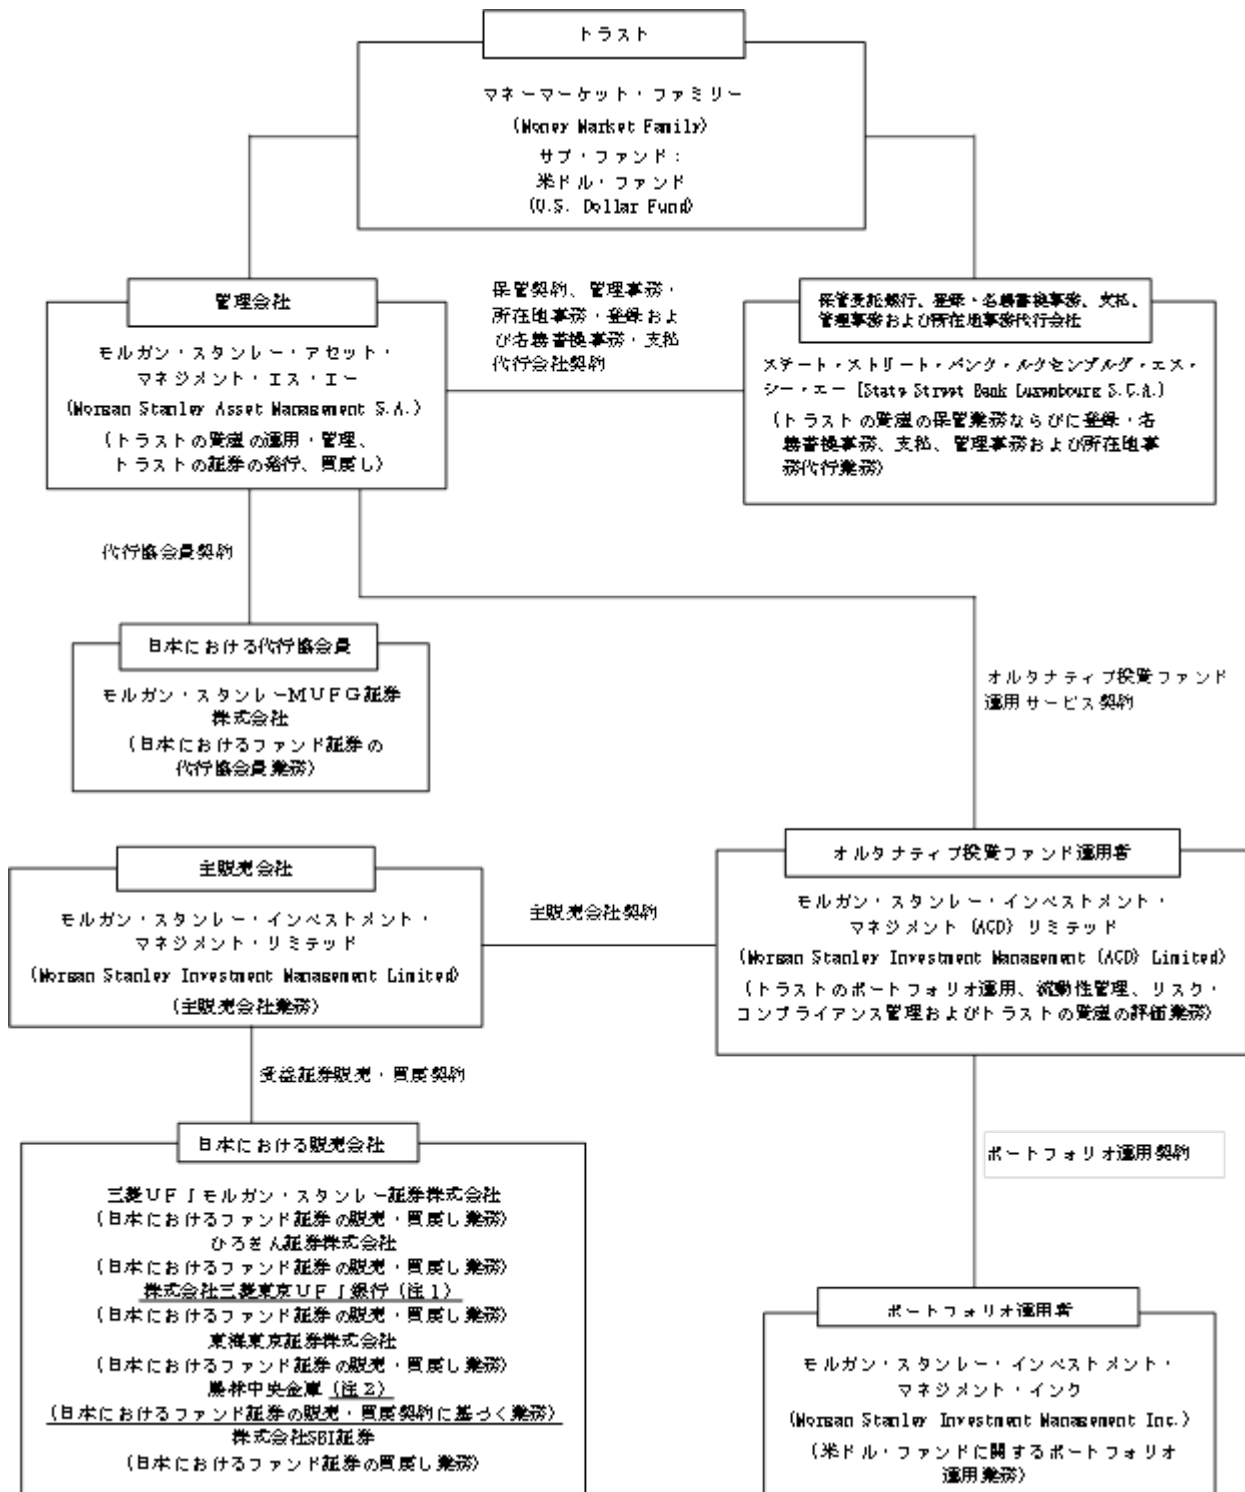 トラスト
マネーマーケット・ファミリー
(Money Market Family)
サブ・ファンド：
米ドル・ファンド
(U.S. Dollar Fund)
管理会社
モルガン・スタンレー・アセット・
マネジメント・エス・エー
(Morgan Stanley Asset Management S.A.)
(トラストの資産の運用・管理、
トラストの証券の発行、買戻し)
保管契約、管理事務・
所在地事務・登録およ
び名義書換事務・支払
代行会社契約
保管受託銀行、登録・名義書換事務、支払、
管理事務および所在地事務代行会社
ステート・ストリート・バンク・ルクセンブルグ・エス・
シー・エー (State Street Bank Luxembourg S.C.A.)
(トラストの資産の保管業務ならびに登録・名
義書換事務、支払、管理事務および所在地事
務代行業務)
代行協会員契約
日本における代行協会員
モルガン・スタンレーＭＵＦＧ証券
株式会社
(日本におけるファンド証券の
代行協会員業務)
オルタナティブ投資ファンド
運用サービス契約
主販売会社
モルガン・スタンレー・インベストメント・
マネジメント・リミテッド
(Morgan Stanley Investment Management Limited)
(主販売会社業務)
主販売会社契約
オルタナティブ投資ファンド運用者
モルガン・スタンレー・インベストメント・
マネジメント (ACD) リミテッド
(Morgan Stanley Investment Management (ACD) Limited)
(トラストのポートフォリオ運用、流動性管理、リスク・
コンプライアンス管理およびトラストの資産の評価業務)
受益証券販売・買戻契約
日本における販売会社
三菱ＵＦＪモルガン・スタンレー証券株式会社
(日本におけるファンド証券の販売・買戻し業務)
ひろぎん証券株式会社
(日本におけるファンド証券の販売・買戻し業務)
株式会社三菱東京ＵＦＪ銀行 (注１)
(日本におけるファンド証券の販売・買戻し業務)
東海東京証券株式会社
(日本におけるファンド証券の販売・買戻し業務)
農林中央金庫 (注２)
(日本におけるファンド証券の販売・買戻契約に基づく業務)
株式会社SBI証券
(日本におけるファンド証券の買戻し業務)
ポートフォリオ運用契約
ポートフォリオ運用者
モルガン・スタンレー・インベストメント・
マネジメント・インク
(Morgan Stanley Investment Management Inc.)
(米ドル・ファンドに関するポートフォリオ
運用業務)